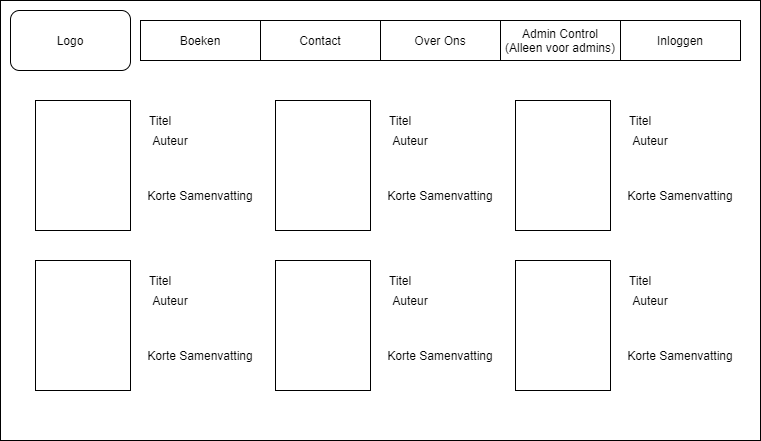 Logo
Boeken
Contact
Over Ons
Admin Control
(Alleen voor admins)
Inloggen
Titel
Auteur
Korte Samenvatting
Titel
Auteur
Korte Samenvatting
Titel
Auteur
Korte Samenvatting
Titel
Auteur
Korte Samenvatting
Titel
Auteur
Korte Samenvatting
Titel
Auteur
Korte Samenvatting